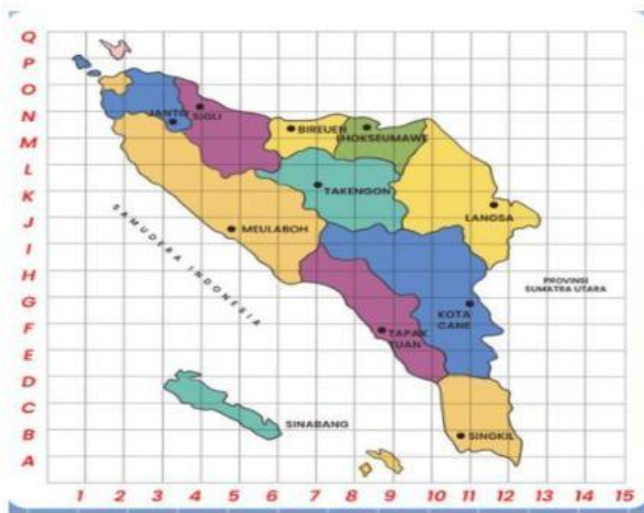 Q
P
O
N
M
L
K
J
I
H
G
F
E
D
C
B
A
JANTO
SIGLI
BIREUEN
LHOKSEUMAWE
TAKENGON
LANGSA
MEULABOH
SAMUDERA INDONESIA
PROVINSI
SUMATRA UTARA
KOTA
CANE
TAPAK
TUAN
SINABANG
SINGKIL
1 2 3 4 5 6 7 8 9 10 11 12 13 14 15